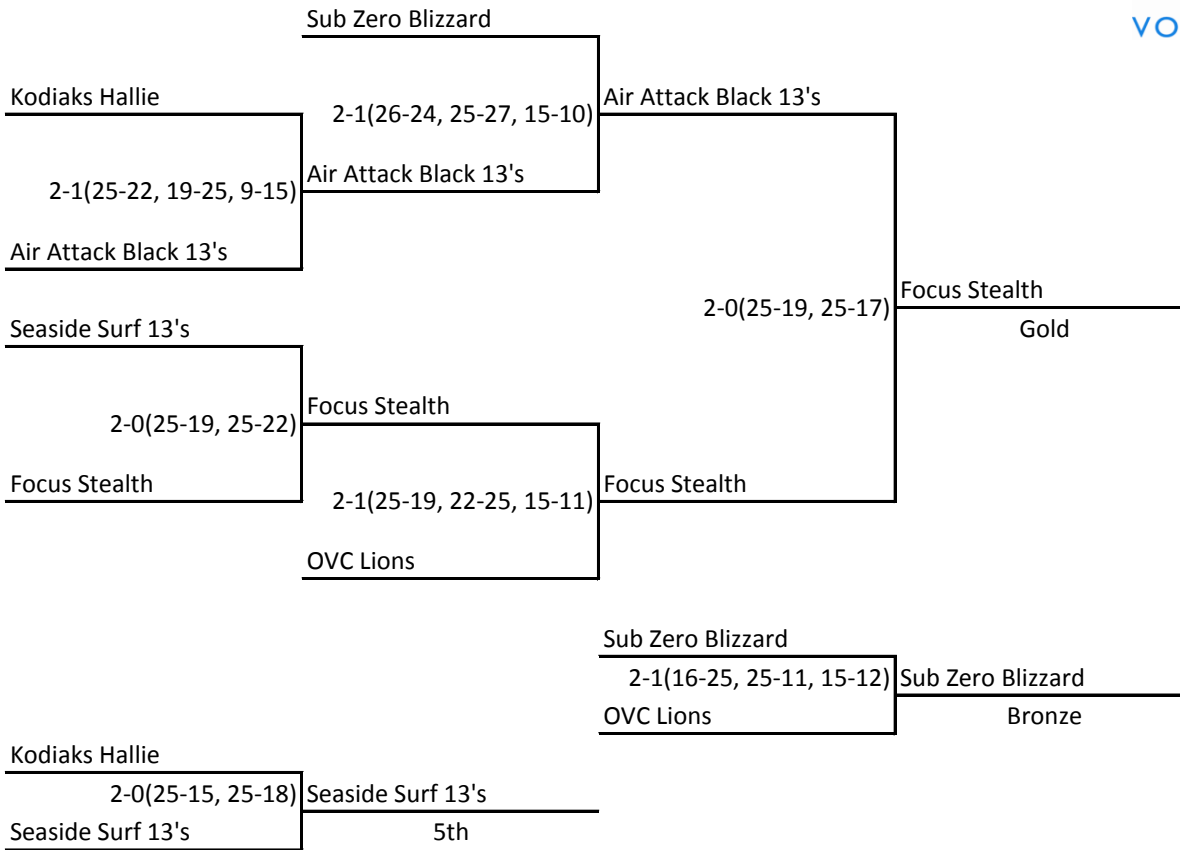 Sub Zero Blizzard
VO
Kodiaks Hallie
2-1(26-24, 25-27, 15-10)
Air Attack Black 13's
2-1(25-22, 19-25, 9-15)
Air Attack Black 13's
Air Attack Black 13's
2-0(25-19, 25-17)
Focus Stealth
Gold
Seaside Surf 13's
2-0(25-19, 25-22)
Focus Stealth
Focus Stealth
2-1(25-19, 22-25, 15-11)
Focus Stealth
OVC Lions
Sub Zero Blizzard
2-1(16-25, 25-11, 15-12)
Sub Zero Blizzard
OVC Lions
Bronze
Kodiaks Hallie
2-0(25-15, 25-18)
Seaside Surf 13's
Seaside Surf 13's
5th